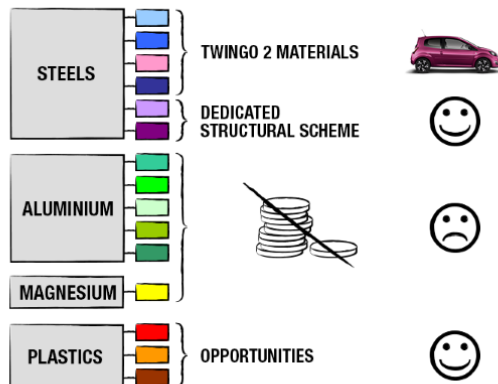 STEELS
TWINGO 2 MATERIALS
DEDICATED
STRUCTURAL SCHEME
ALUMINIUM
MAGNESIUM
PLASTICS
OPPORTUNITIES